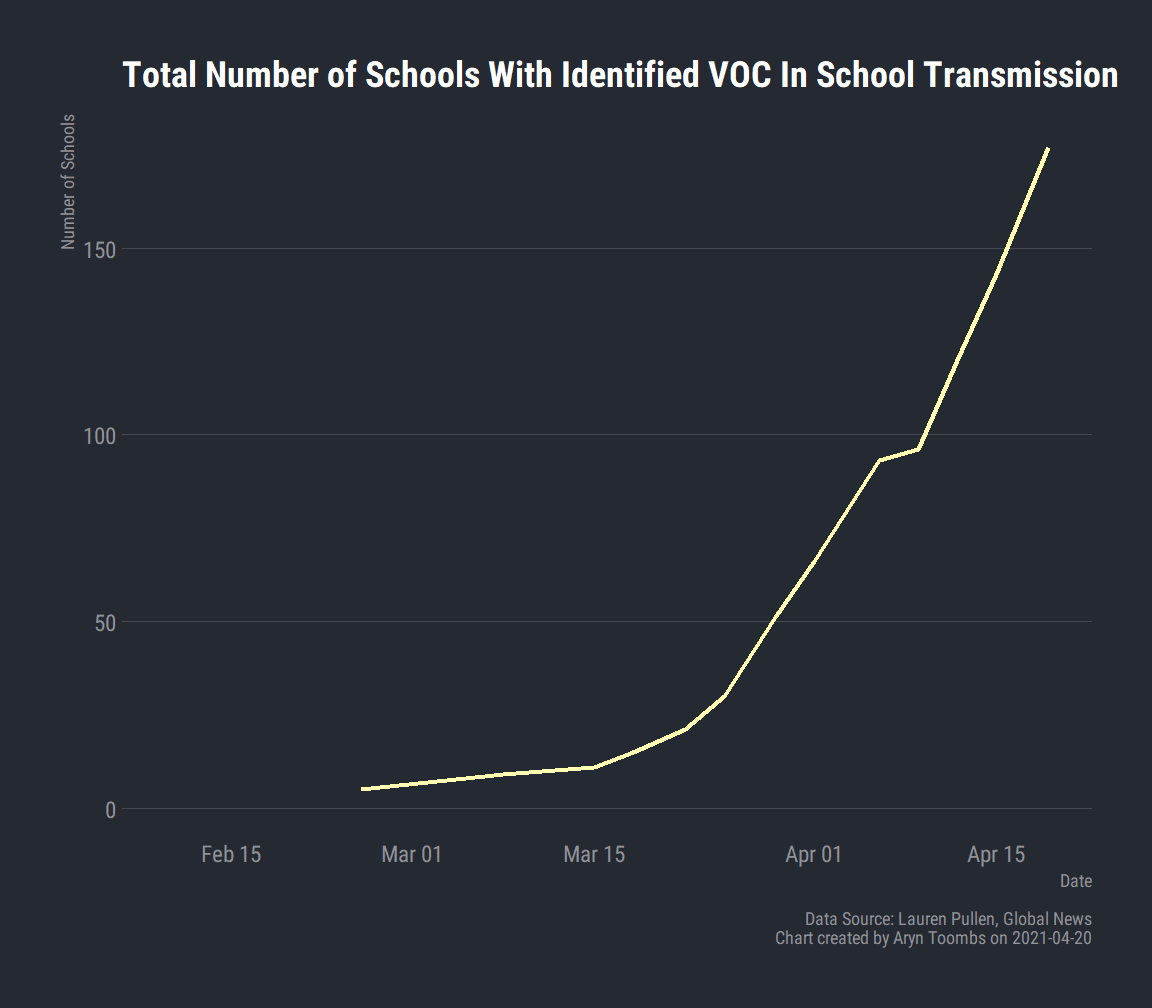 Total Number of Schools With Identified VOC In School Transmission
Number of Schools
150
100
50
0
Feb 15
Mar 01
Mar 15
Apr 01
Apr 15
Date
Data Source: Lauren Pullen, Global News
Chart created by Aryn Toombs on 2021-04-20